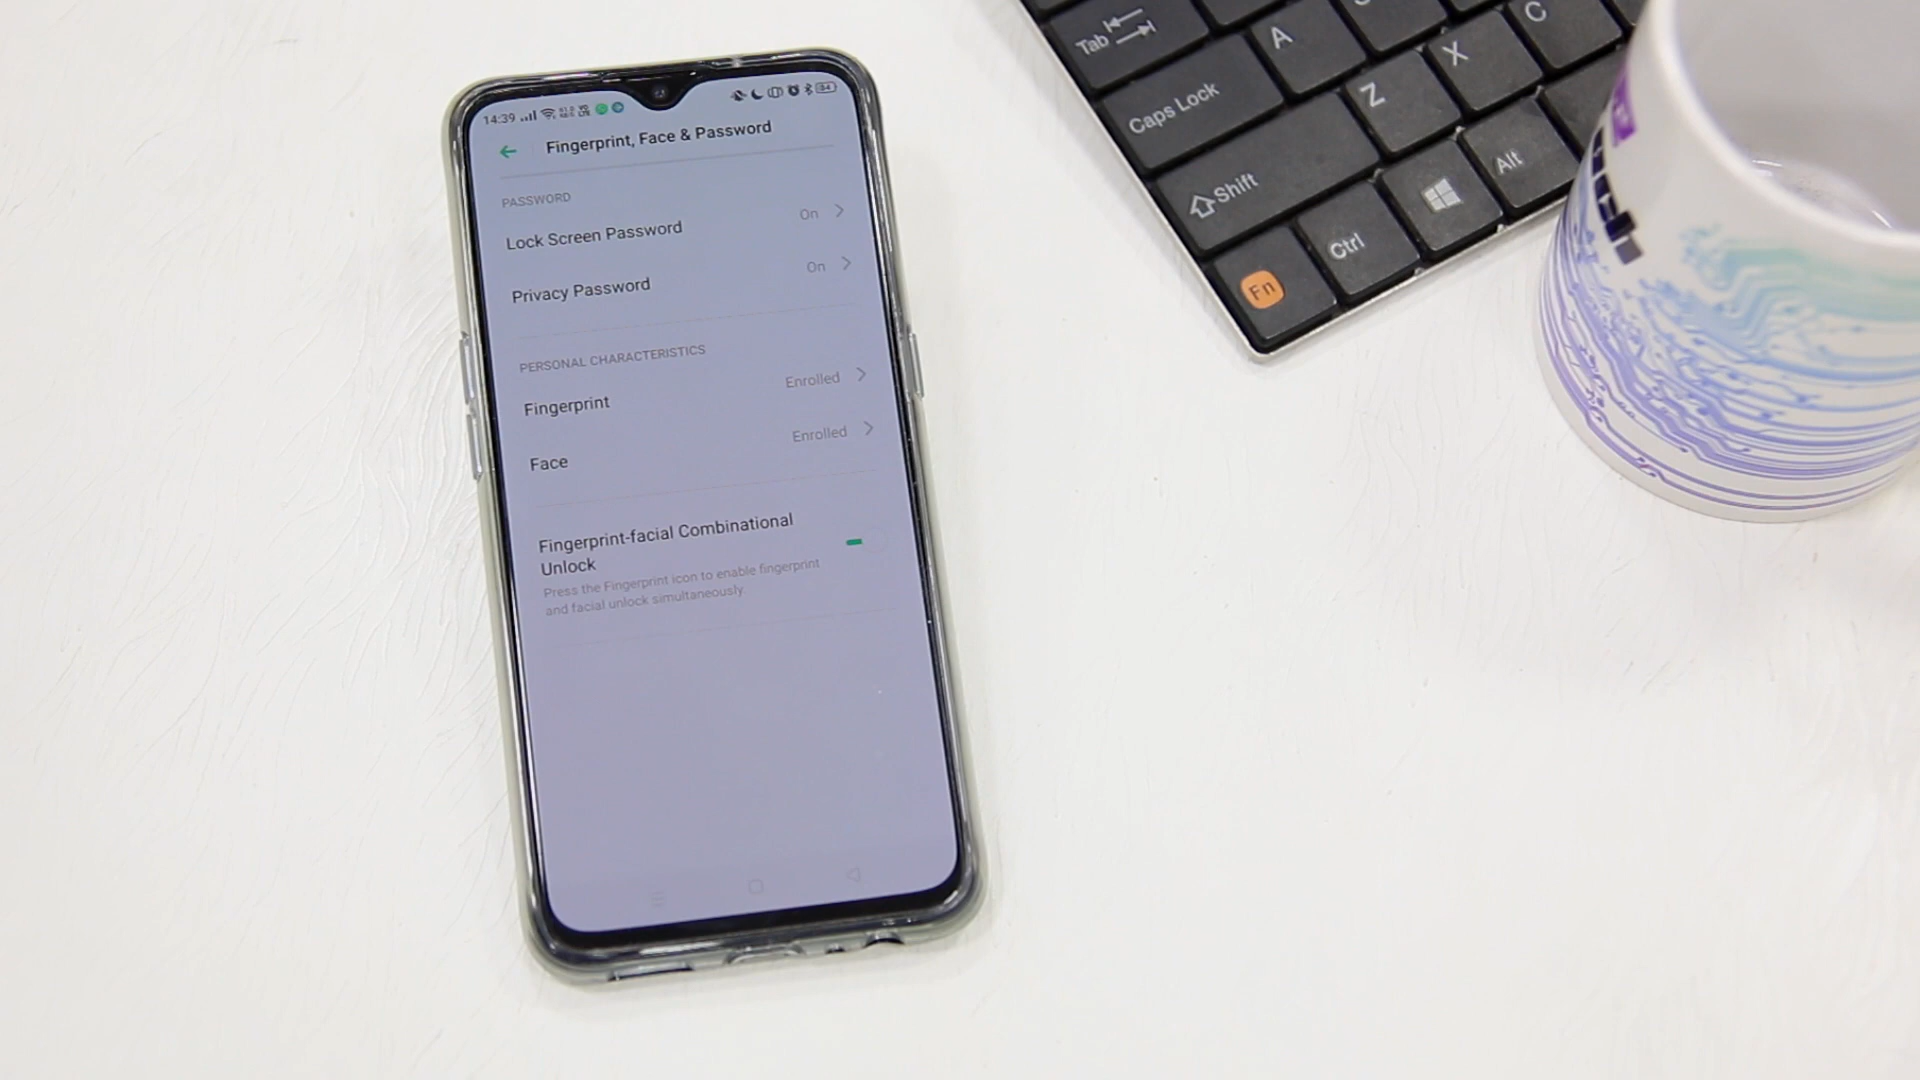 14:39
Fingerprint, Face & Password
PASSWORD
Lock Screen Password
On
Privacy Password
On
PERSONAL CHARACTERISTICS
Fingerprint
Enrolled
Face
Enrolled
Fingerprint-facial Combinational
Unlock
Press the Fingerprint icon to enable fingerprint
and facial unlock simultaneously.
Tab
A
C
Caps Lock
Z
X
Shift
Alt
Fn
Ctrl